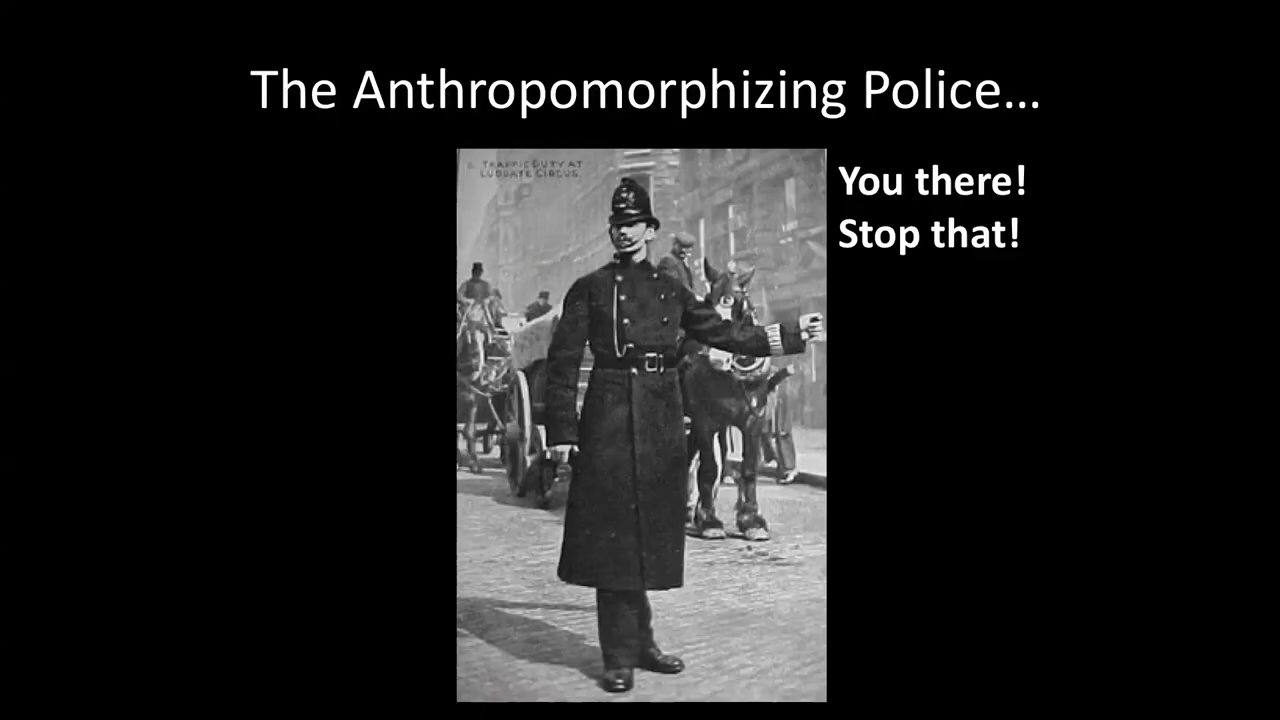 The Anthropomorphizing Police...
TRAFFIC DUTY AT
LUDGATE CIRCUS.
You there!
Stop that!